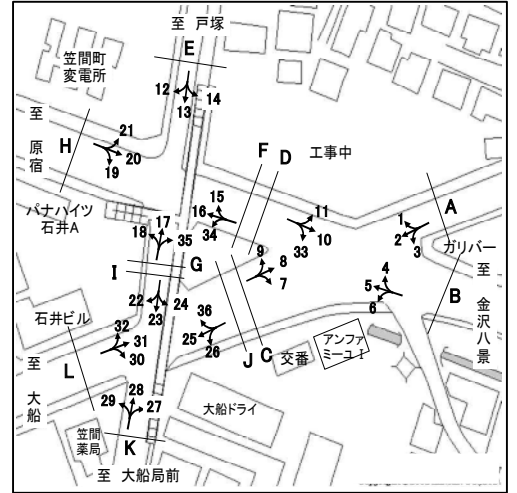 至 戸塚
E
笠間町
変電所
12
13
14
至
原
宿
H
21
20
19
F
D
工事中
パナハイツ
石井A
15
16
34
11
10
33
A
1
2
3
ガリバー
17
18
35
9
8
7
4
5
6
至
金
沢
八
景
B
I
G
22
23
24
36
25
26
石井ビル
32
31
30
J
C
交番
アンファ
ミーユⅠ
至
大
船
L
28
29
27
大船ドライ
笠間
薬局
K
至 大船局前